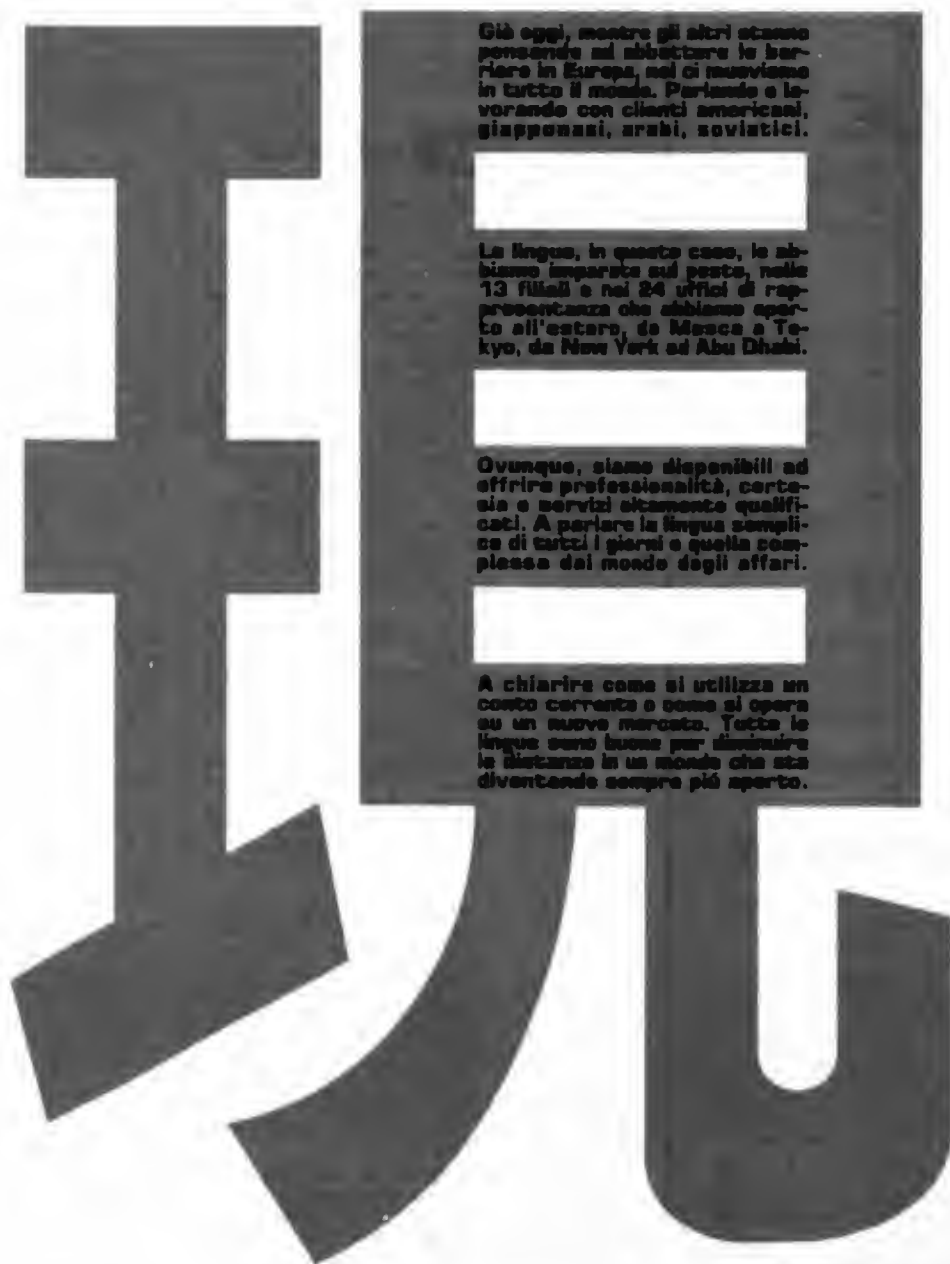 現
Già oggi, mentre gli altri stanno
pensando ad abbattere le bar-
riere in Europa, noi ci muoviamo
in tutto il mondo. Parlando e la-
vorando con clienti americani,
giapponesi, arabi, sovietici.
Le lingue, in questo caso, le ab-
biamo imparate sul posto, nelle
13 filiali e nei 24 uffici di rap-
presentanza che abbiamo aper-
to all'estero, da Mosca a To-
kyo, da New York ad Abu Dhabi.
Ovunque, siamo disponibili ad
offrire professionalità, corte-
sia e servizi altamente qualifi-
cati. A parlare la lingua sempli-
ce di tutti i giorni e quella com-
plessa del mondo degli affari.
A chiarire come si utilizza un
conto corrente o come si opera
su un nuovo mercato. Tutte le
lingue sono buone per diminuire
le distanze in un mondo che sta
diventando sempre più aperto.